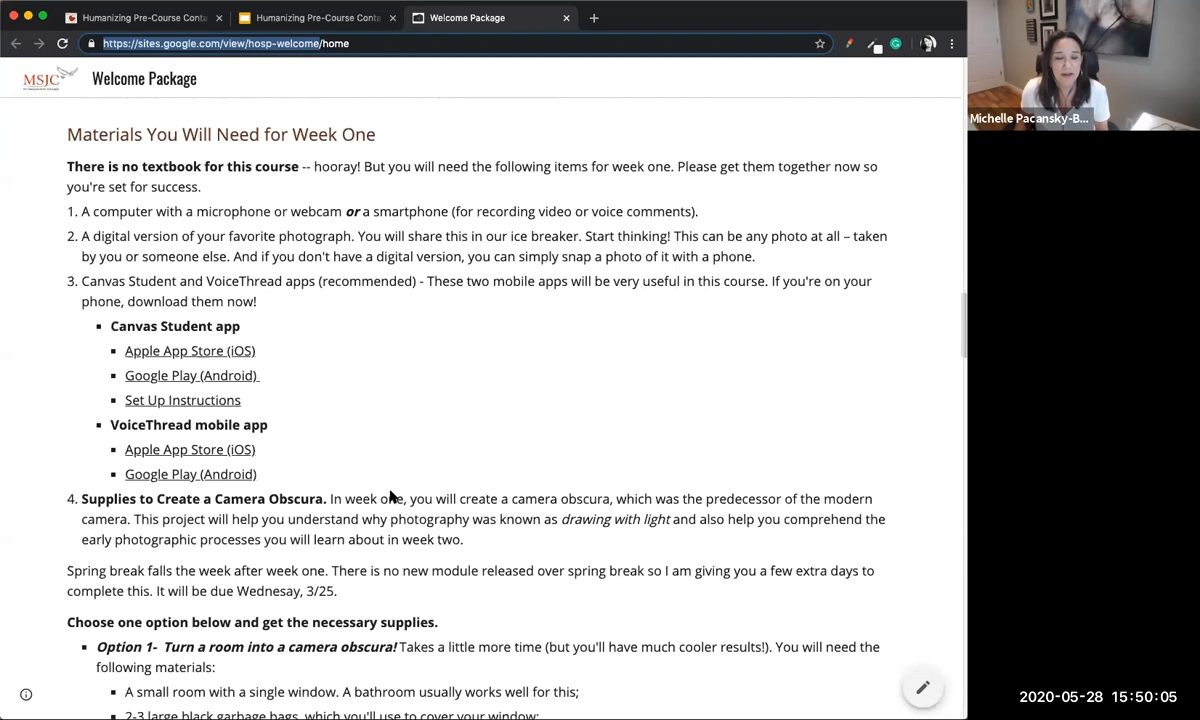 Humanizing Pre-Course Conta
Humanizing Pre-Course Conta
Welcome Package
https://sites.google.com/view/hosp-welcome/home
MSJC
Welcome Package
Michelle Pacansky-B...
Materials You Will Need for Week One
There is no textbook for this course -- hooray! But you will need the following items for week one. Please get them together now so
you're set for success.
1. A computer with a microphone or webcam or a smartphone (for recording video or voice comments).
2. A digital version of your favorite photograph. You will share this in our ice breaker. Start thinking! This can be any photo at all – taken
by you or someone else. And if you don't have a digital version, you can simply snap a photo of it with a phone.
3. Canvas Student and VoiceThread apps (recommended) - These two mobile apps will be very useful in this course. If you're on your
phone, download them now!
Canvas Student app
Apple App Store (iOS)
Google Play (Android)
Set Up Instructions
VoiceThread mobile app
Apple App Store (iOS)
Google Play (Android)
4. Supplies to Create a Camera Obscura. In week one, you will create a camera obscura, which was the predecessor of the modern
camera. This project will help you understand why photography was known as drawing with light and also help you comprehend the
early photographic processes you will learn about in week two.
Spring break falls the week after week one. There is no new module released over spring break so I am giving you a few extra days to
complete this. It will be due Wednesay, 3/25.
Choose one option below and get the necessary supplies.
Option 1- Turn a room into a camera obscura! Takes a little more time (but you'll have much cooler results!). You will need the
following materials:
A small room with a single window. A bathroom usually works well for this;
2-3 large black garbage bags, which you'll use to cover your window;
2020-05-28 15:50:05